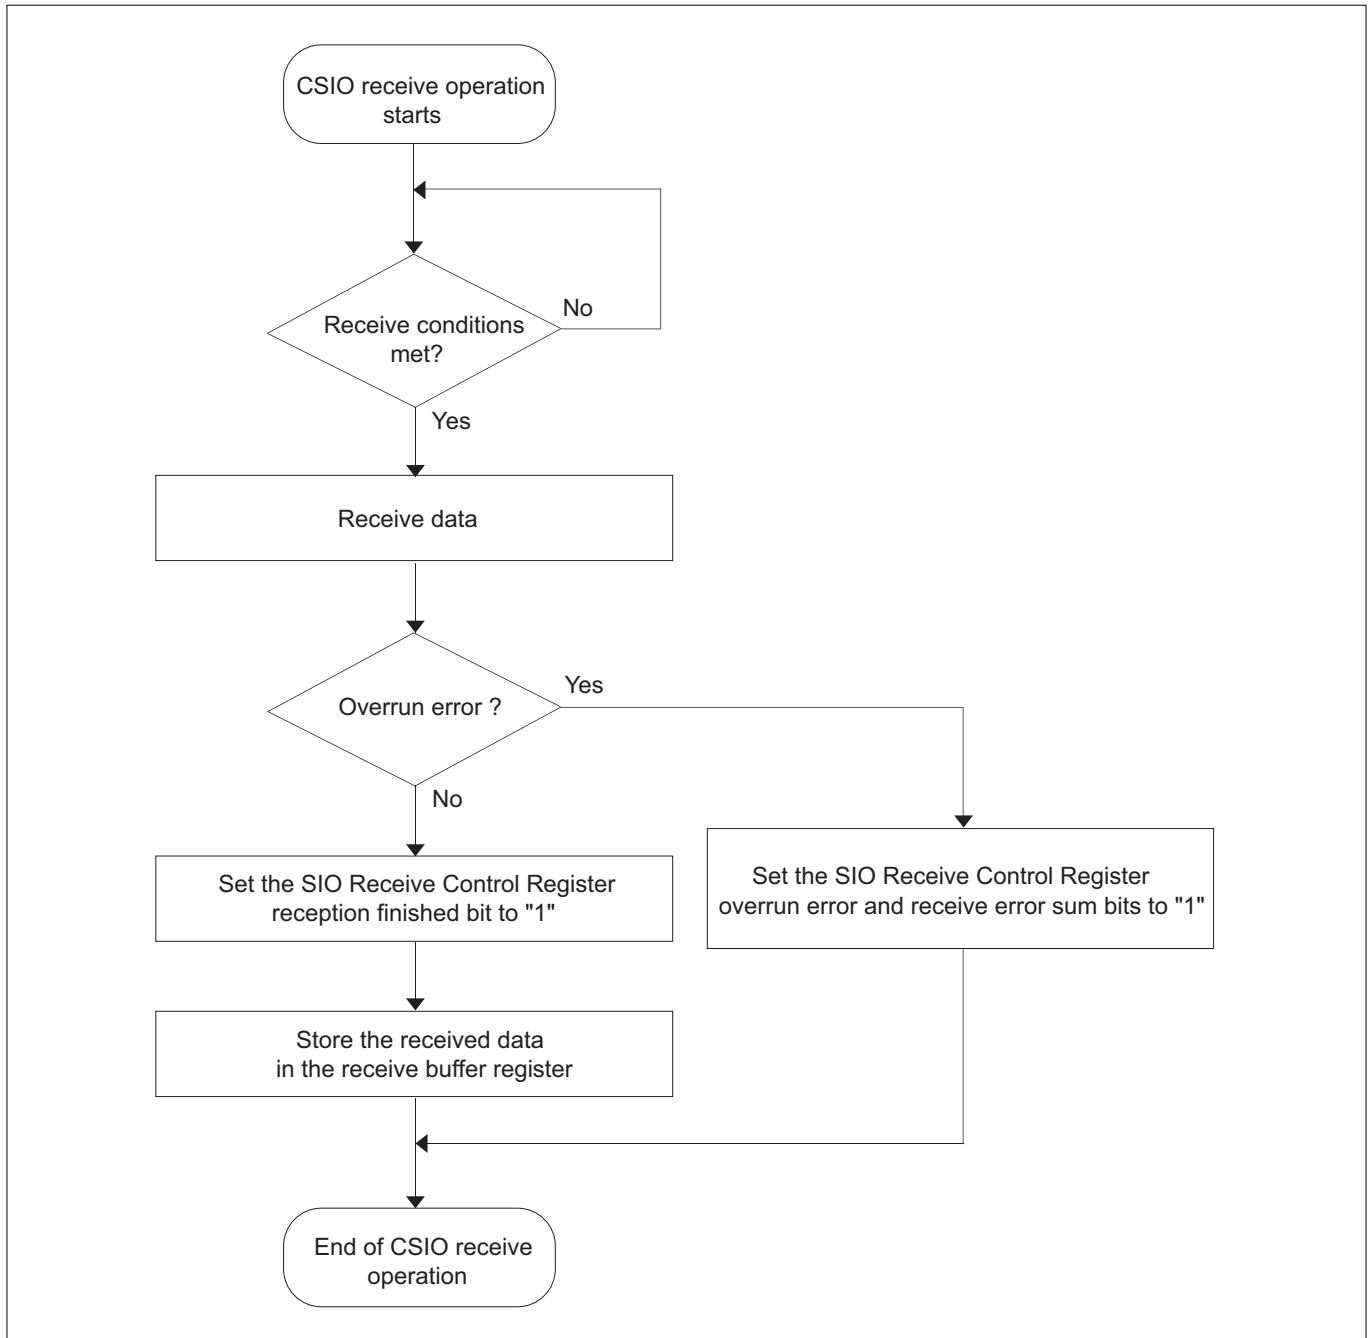 CSIO receive operation
starts
No
Receive conditions
met?
Yes
Receive data
Yes
Overrun error ?
No
Set the SIO Receive Control Register
reception finished bit to "1"
Set the SIO Receive Control Register
overrun error and receive error sum bits to "1"
Store the received data
in the receive buffer register
End of CSIO receive
operation